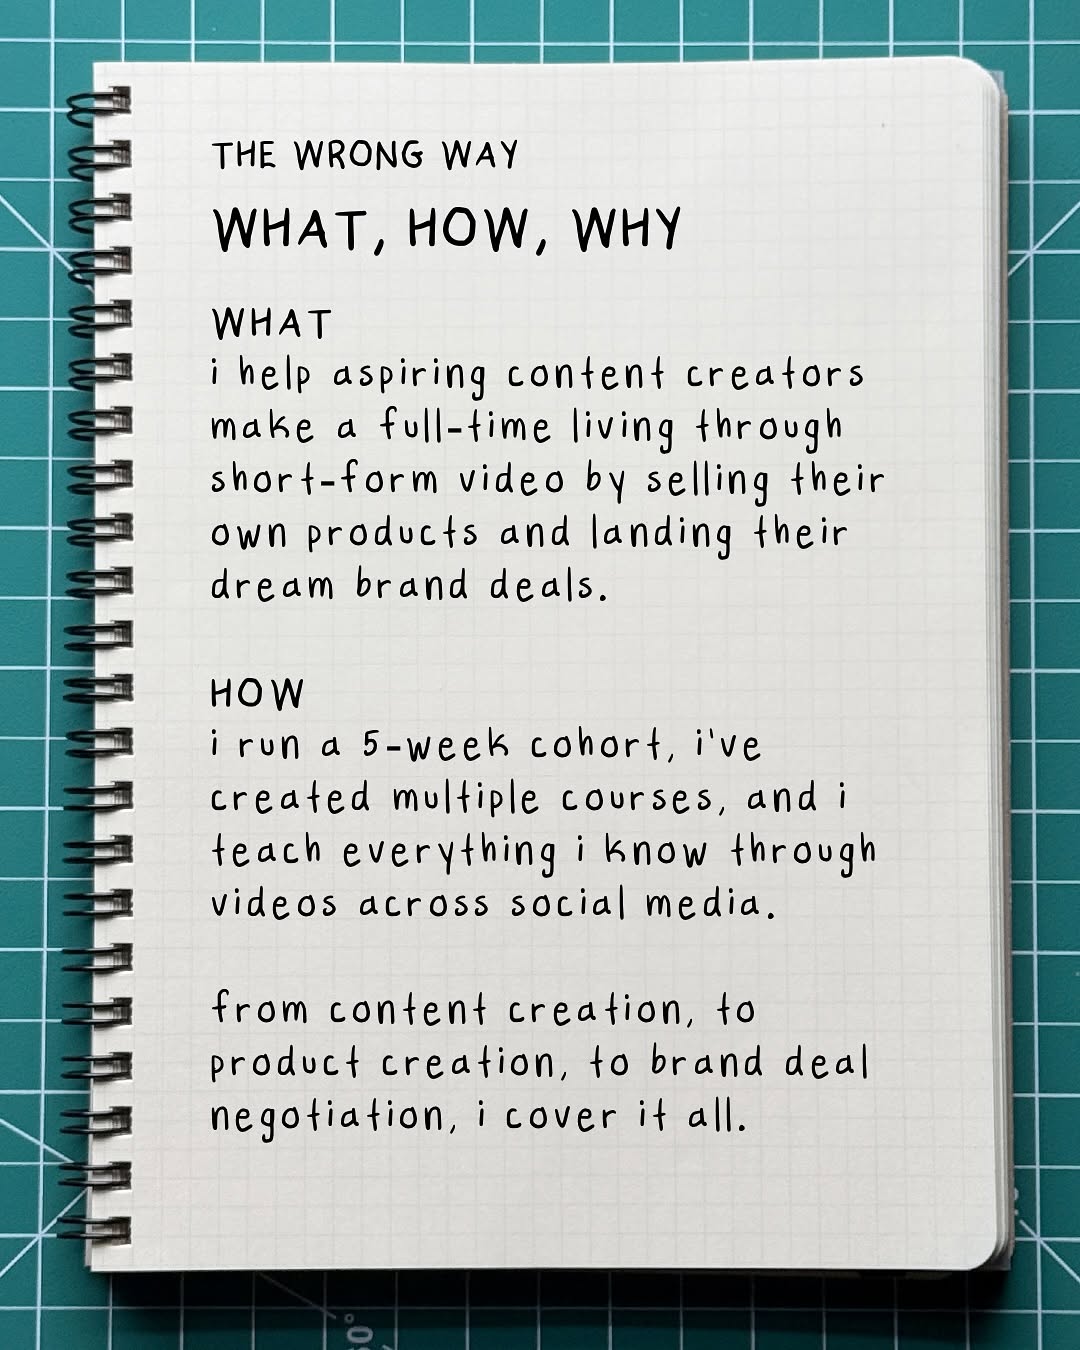 THE WRONG WAY
WHAT, HOW, WHY
WHAT
i help aspiring content creators
make a full-time living through
short-form video by selling their
own products and landing their
dream brand deals.
HOW
i run a 5-week cohort, i've
created multiple courses, and i
teach everything i know through
videos across social media.
from content creation, to
product creation, to brand deal
negotiation, i cover it all.